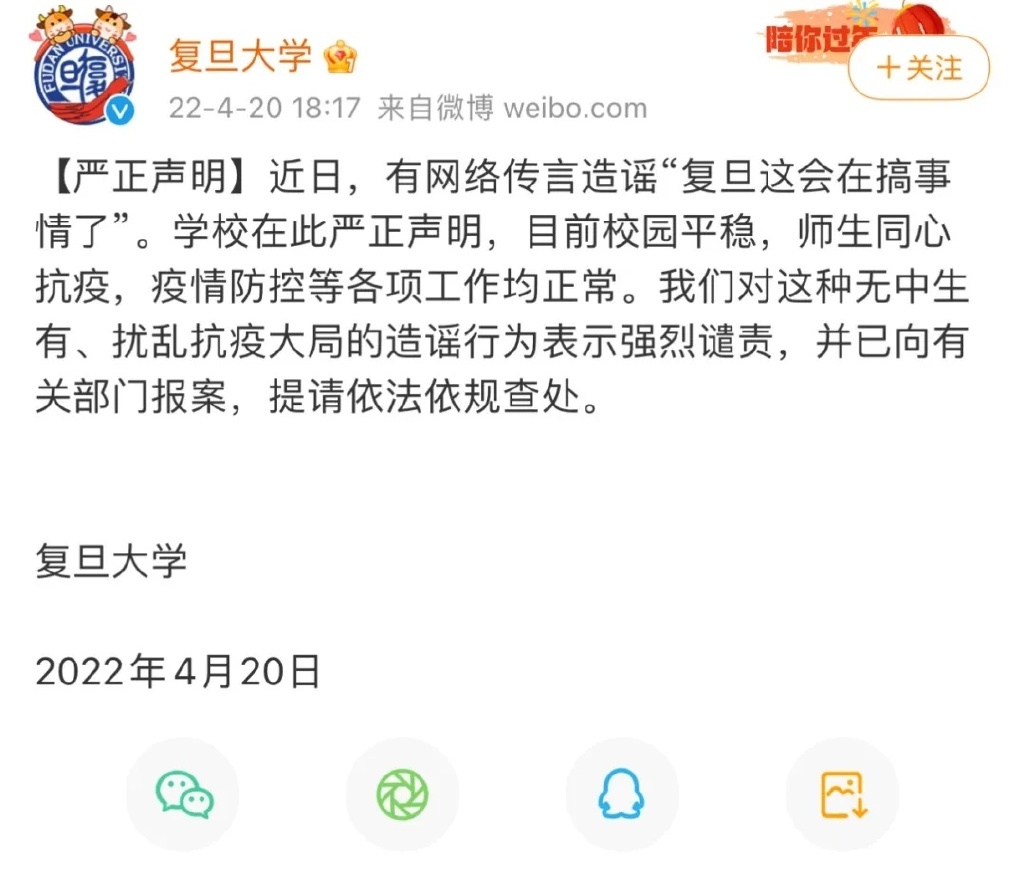 复旦大学
22-4-20 18:17 来自微博 weibo.com
陪你过年
+关注
FUDAN UNIVERSITY
【严正声明】近日，有网络传言造谣“复旦这会在搞事
情了”。学校在此严正声明，目前校园平稳，师生同心
抗疫，疫情防控等各项工作均正常。我们对这种无中生
有、扰乱抗疫大局的造谣行为表示强烈谴责，并已向有
关部门报案，提请依法依规查处。
复旦大学
2022年4月20日